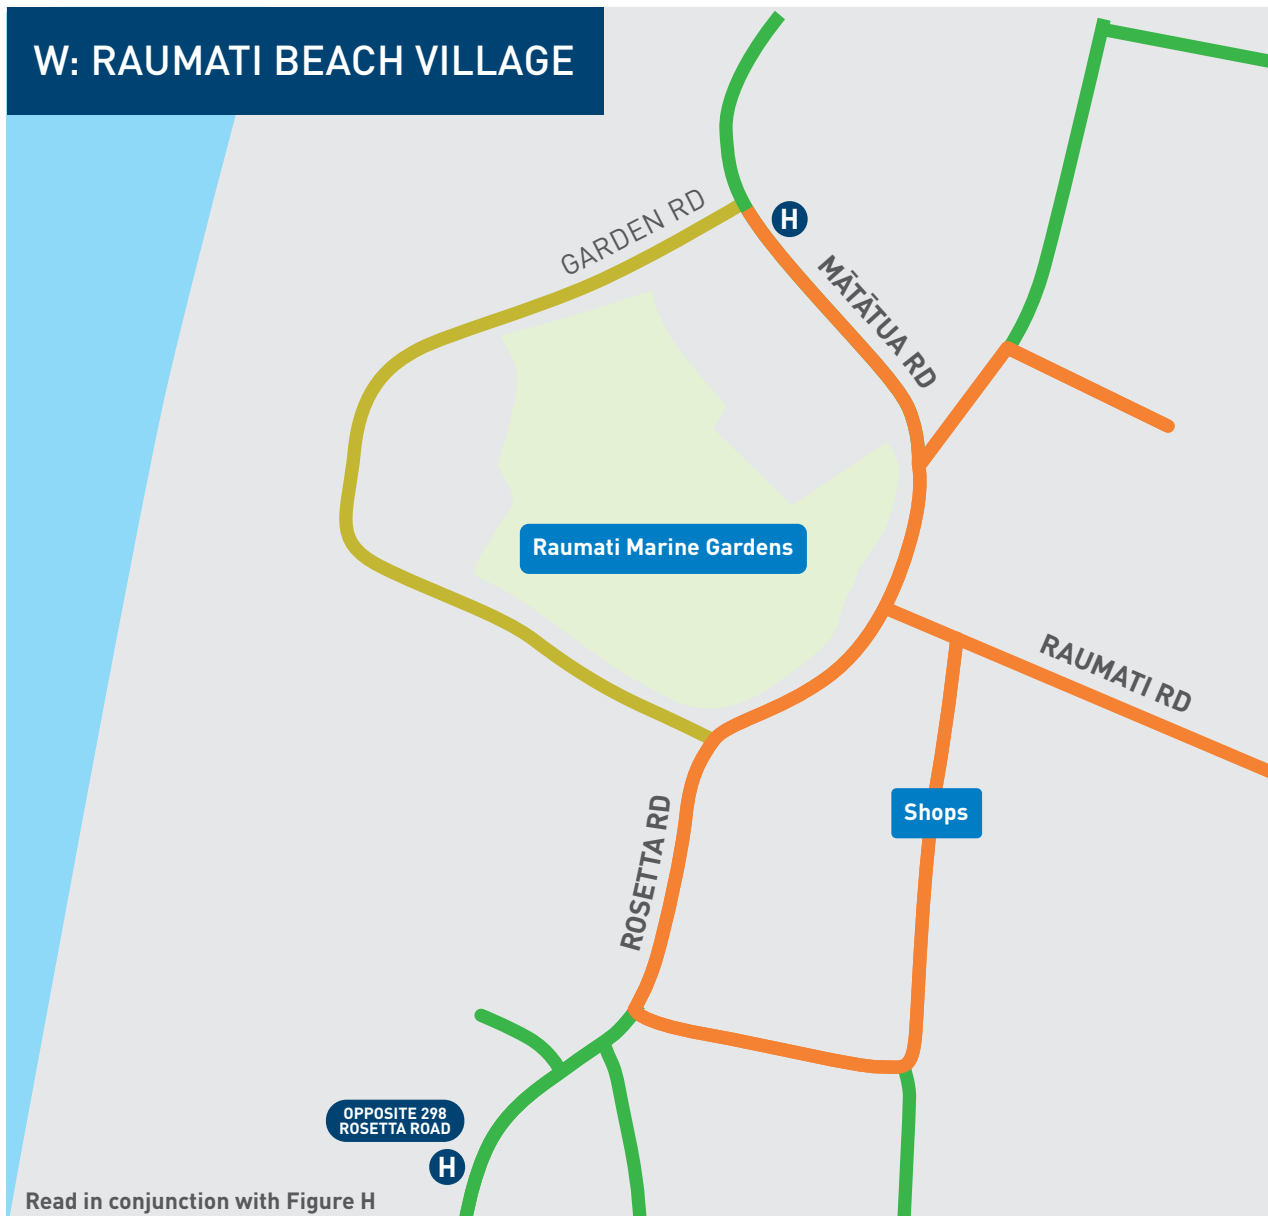 W: RAUMATI BEACH VILLAGE
GARDEN RD
H
MĀTĀTUA RD
Raumati Marine Gardens
RAUMATI RD
Shops
ROSETTA RD
OPPOSITE 298
ROSETTA ROAD
H
Read in conjunction with Figure H